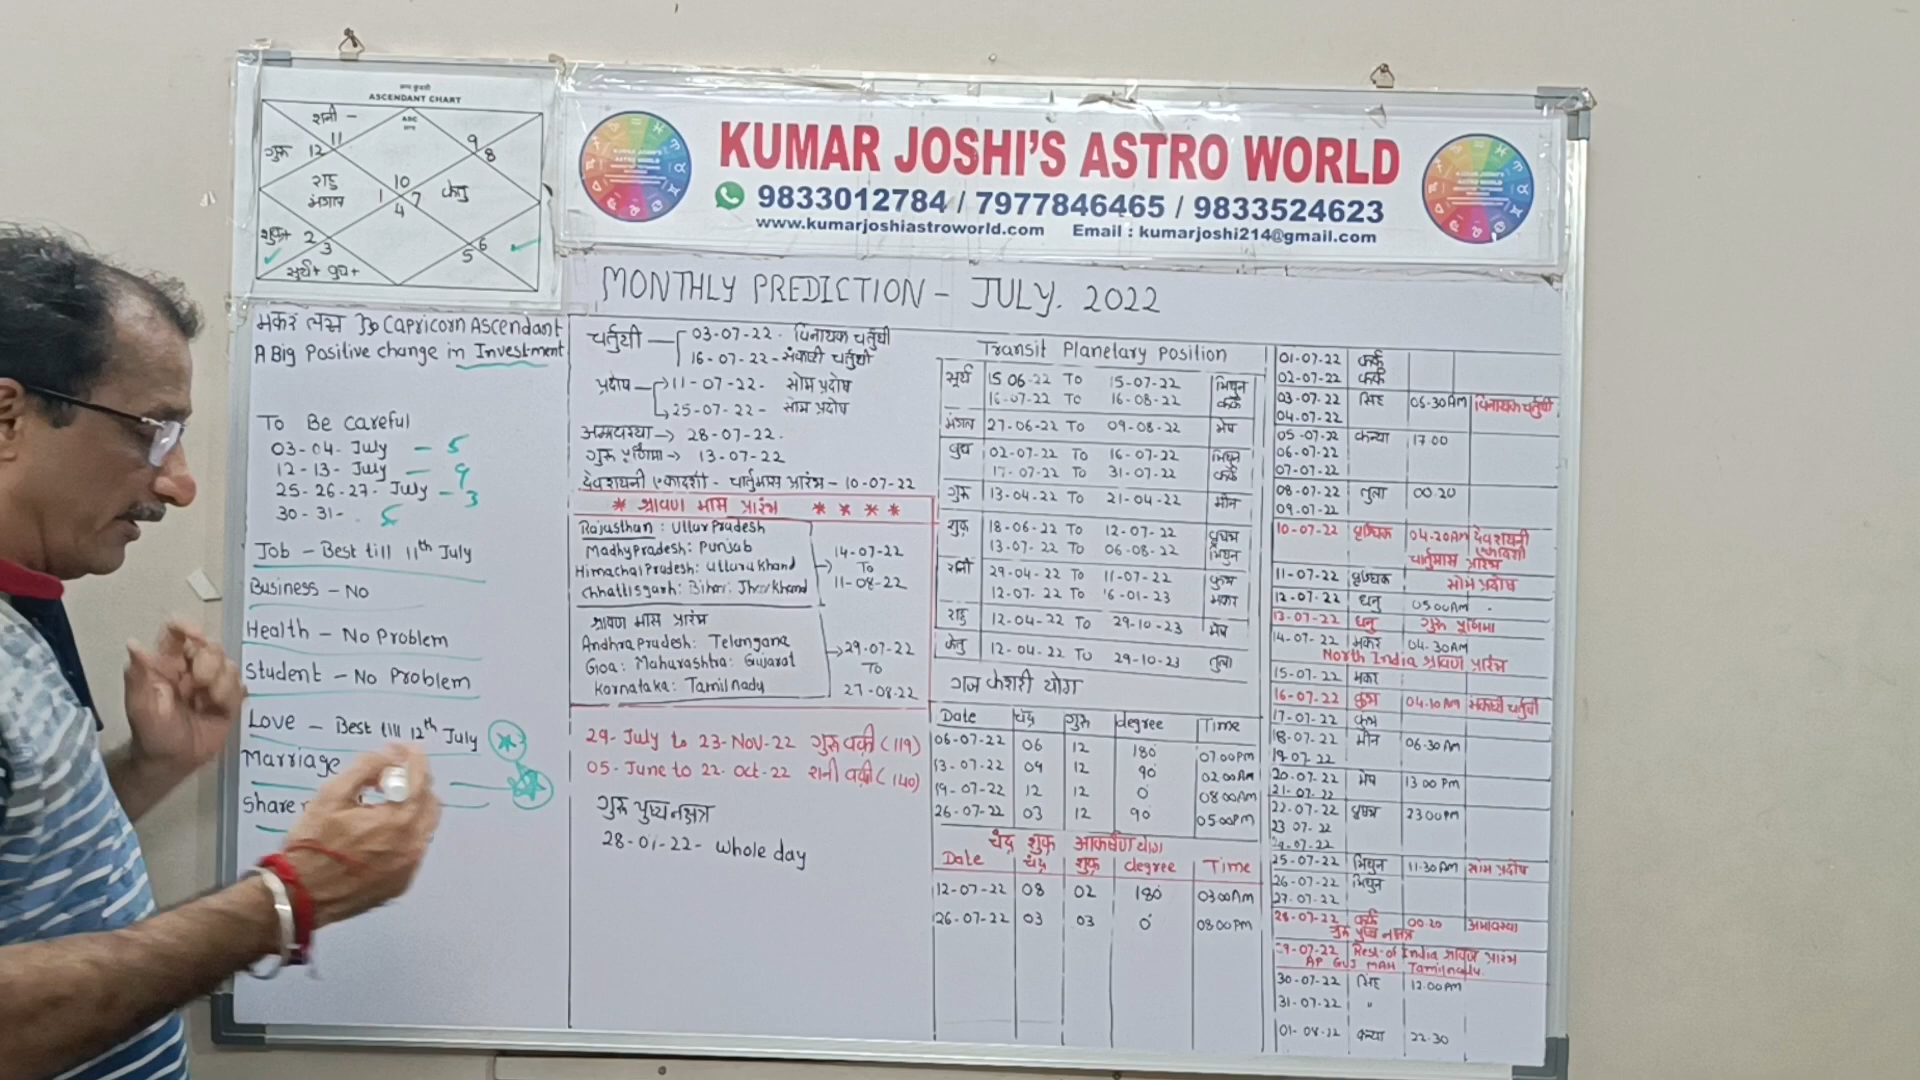 जन्म कुंडली
ASCENDANT CHART
ASC
लग्न
शनी -
11
गुरू 12
9
8
राहु
मंगल
10
1
7
4
केतु
शुक्र+ 2
3
सुर्य+ बुध+
6
5
KUMAR JOSHI'S ASTRO WORLD
9833012784 / 7977846465 / 9833524623
www.kumarjoshiastroworld.com Email : kumarjoshi214@gmail.com
MONTHLY PREDICTION - JULY. 2022
मकर लग्न Capricorn Ascendant
A Big Positive change in Investment
To Be Careful
03-04- July - 5
12-13- July - 9
25-26-27- July - 3
30-31-. 5
Job - Best till 11th July
Business - No
Health - No Problem
Student - No Problem
Love - Best till 12th July
Marriage
Share
चर्तुथी
03-07-22 - विनायक चर्तुथी
16-07-22 - संकष्टी चर्तुथी
प्रदोष
11-07-22- सोम प्रदोष
25-07-22- सोम प्रदोष
अमावस्या → 28-07-22.
गुरू पुर्णिमा → 13-07-22
देवशयनी एकादशी - चार्तुमास प्रारंभ - 10-07-22
* श्रावण मास प्रारंभ * * * *
Rajasthan : Uttar Pradesh
Madhya Pradesh : Punjab
Himachal Pradesh : Uttarakhand
Chhattisgarh : Bihar : Jharkhand
14-07-22
TO
11-08-22
श्रावण मास प्रारंभ
Andhra Pradesh : Telangana
Goa : Maharashtra : Gujarat
Karnataka : Tamilnadu
29-07-22
TO
27-08-22
29- July to 23-Nov-22 गुरू वक्री (119)
05- June to 22-Oct-22 शनी वक्री (140)
गुरू पुष्य नक्षत्र
28-07-22- whole day
Transit Planetary Position
सुर्य 15.06-22 TO 15-07-22 मिथुन
16-07-22 TO 16-08-22 कर्क
मंगल 27-06-22 TO 09-08-22 मेष
बुध 02-07-22 TO 16-07-22 मिथुन
17-07-22 TO 31-07-22 कर्क
गुरू 13-04-22 TO 21-04-22 मीन
शुक्र 18-06-22 TO 12-07-22 वृषभ
13-07-22 TO 06-08-22 मिथुन
शनी 29-04-22 TO 11-07-22 कुंभ
12-07-22 TO 16-01-23 मकर
राहु 12-04-22 TO 29-10-23 मेष
केतु 12-04-22 TO 29-10-23 तुला
गज केशरी योग
Date चंद्र गुरू degree Time
06-07-22 06 12 180° 07.00pm
13-07-22 09 12 90° 02.00am
19-07-22 12 12 0° 08.00am
26-07-22 03 12 90° 05.00pm
चंद्र शुक्र आकर्षण योग
Date चंद्र शुक्र degree Time
12-07-22 08 02 180° 03.00am
26-07-22 03 03 0° 08.00pm
01-07-22 कर्क
02-07-22 कर्क
03-07-22 सिंह 06.30AM विनायक चर्तुथी
04-07-22
05-07-22 कन्या 17.00
06-07-22
07-07-22
08-07-22 तुला 00.20
09-07-22
10-07-22 वृश्चिक 04.20AM देवशयनी एकादशी
चार्तुमास प्रारंभ
11-07-22 वृश्चिक सोम प्रदोष
12-07-22 धनु 05.00AM
13-07-22 धनु गुरू पुर्णिमा
14-07-22 मकर 04.30AM
North India श्रावण प्रारंभ
15-07-22 मकर
16-07-22 कुंभ 04.10AM संकष्टी चर्तुथी
17-07-22 कुंभ
18-07-22 मीन 06.30 AM
19-07-22
20-07-22 मेष 13.00 PM
21-07-22
22-07-22 वृषभ 23.00PM
23-07-22
24-07-22
25-07-22 मिथुन 11.30AM सोम प्रदोष
26-07-22 मिथुन
27-07-22
28-07-22 कर्क 00.20 अमावस्या
गुरू पुष्य नक्षत्र
29-07-22 Rest of India श्रावण प्रारंभ
AP GUJ MAH Tamilnadu.
30-07-22 सिंह 12.00PM
31-07-22 "
01-08-22 कन्या 22.30